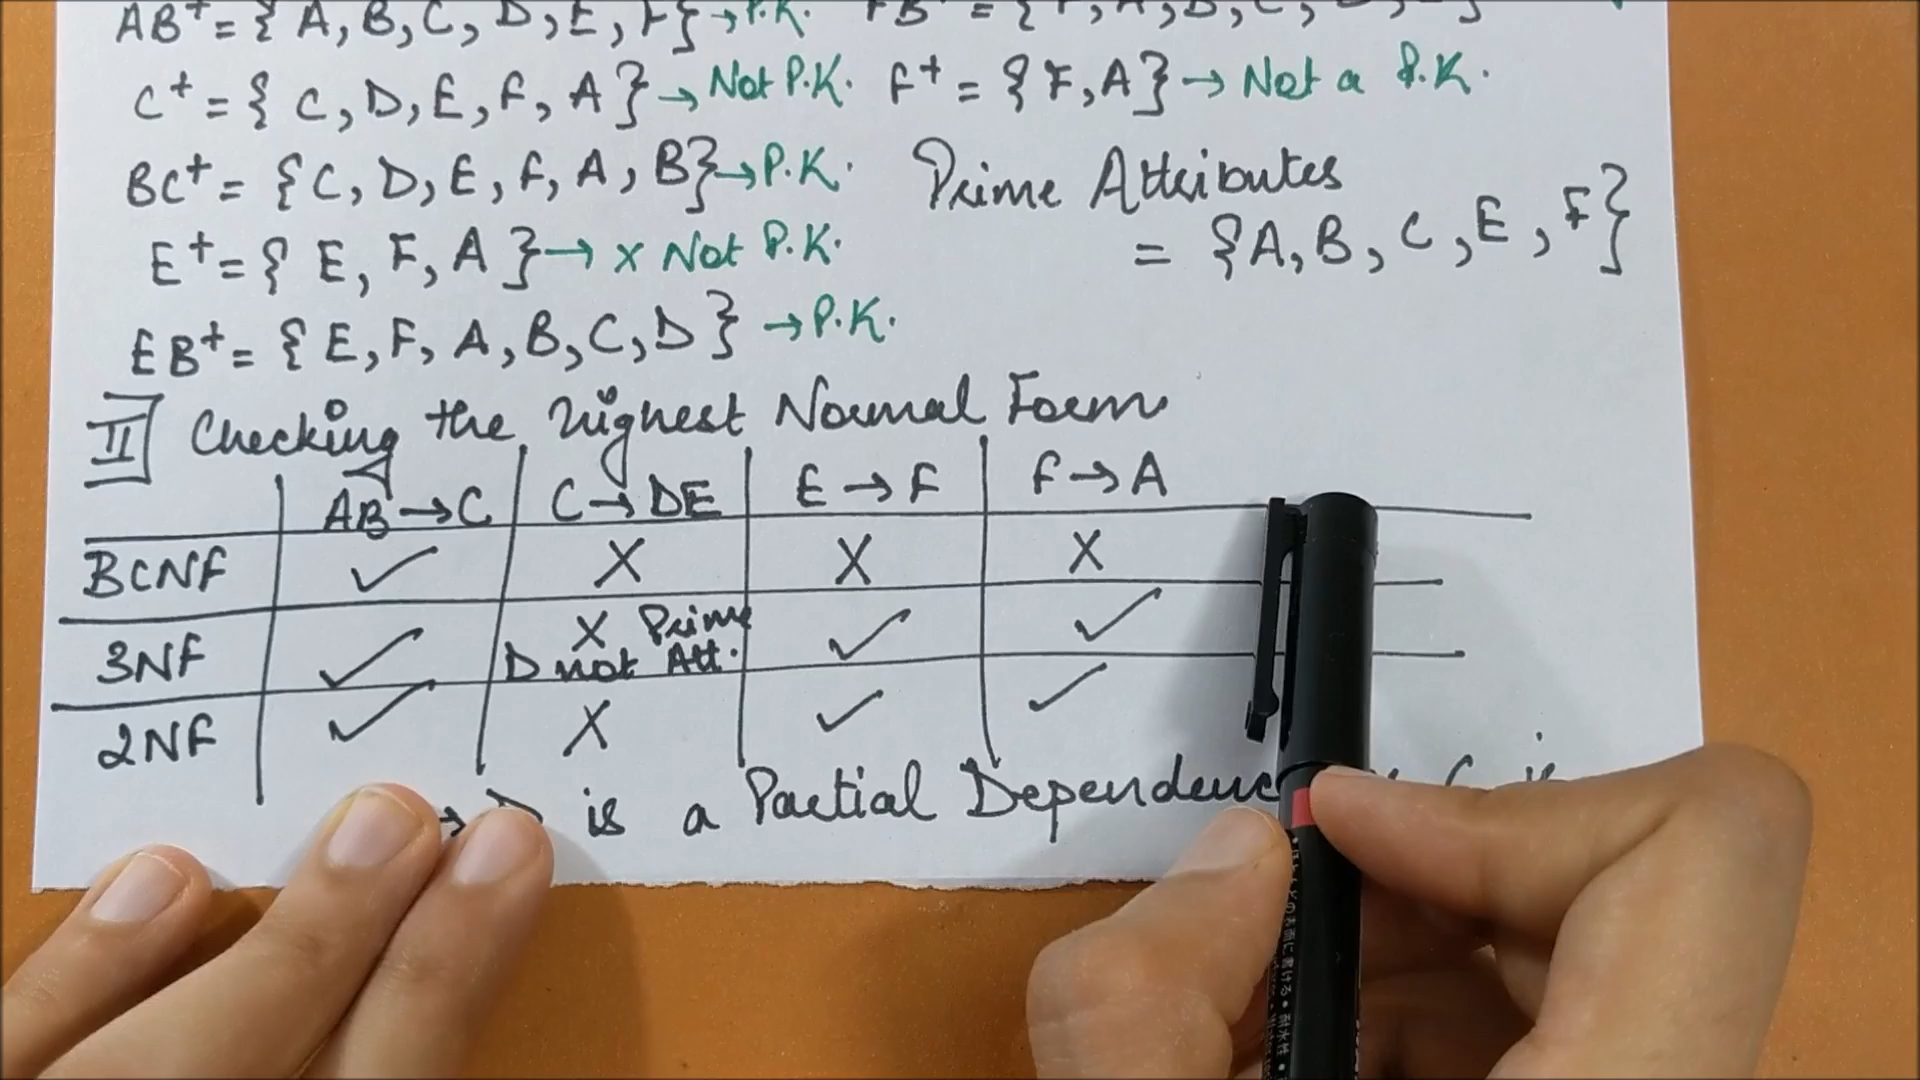 AB⁺ = { A, B, C, D, E, F} → P.K.
C⁺ = { C, D, E, F, A } → Not P.K. F⁺ = { F, A } → Not a P.K.
BC⁺ = { C, D, E, F, A, B} → P.K. Prime Attributes
= {A, B, C, E, F}
E⁺ = { E, F, A } → x Not P.K.
EB⁺ = { E, F, A, B, C, D } → P.K.
II Checking the Highest Normal Form
AB → C C → DE E → F F → A
BCNF ✓ X X X
3NF ✓ X Prime ✓ ✓
D not Att.
2NF ✓ X ✓ ✓
→ D is a Partial C is